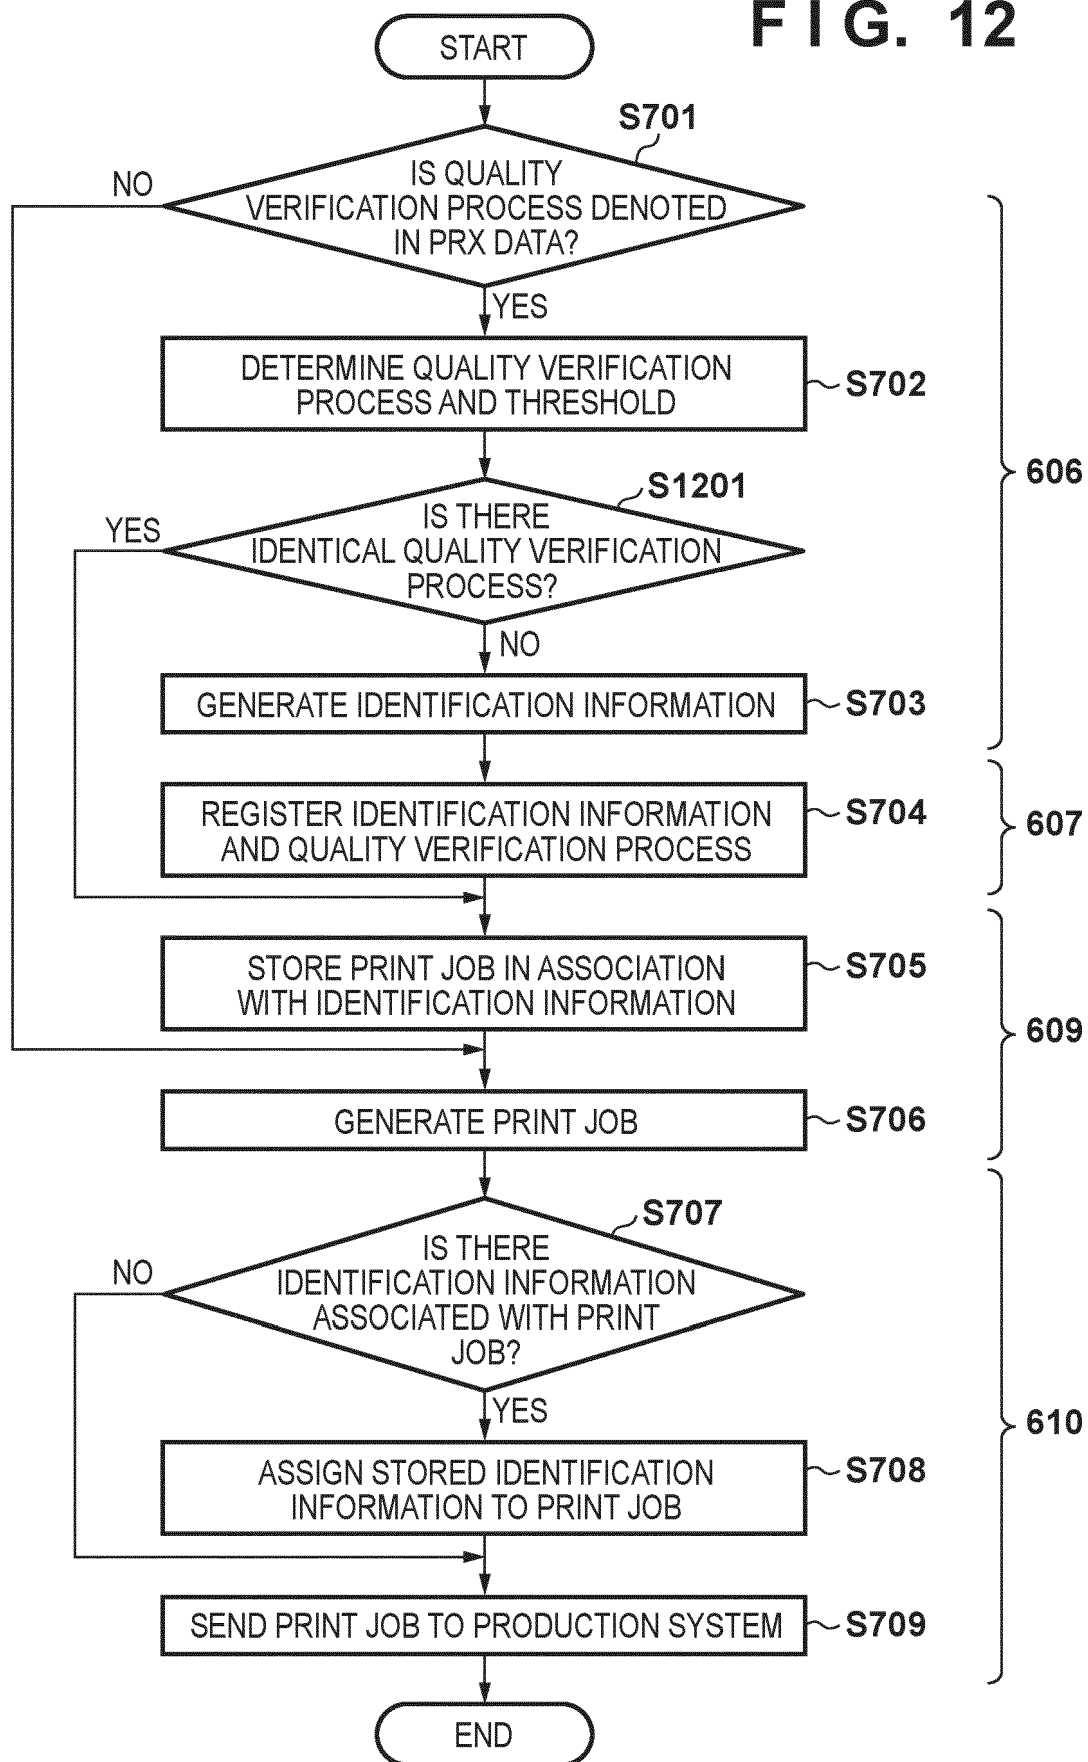 FIG. 12
START
S701
IS QUALITY
VERIFICATION PROCESS DENOTED
IN PRX DATA?
NO
YES
DETERMINE QUALITY VERIFICATION
PROCESS AND THRESHOLD
S702
606
S1201
IS THERE
IDENTICAL QUALITY VERIFICATION
PROCESS?
YES
NO
GENERATE IDENTIFICATION INFORMATION
S703
REGISTER IDENTIFICATION INFORMATION
AND QUALITY VERIFICATION PROCESS
S704
607
STORE PRINT JOB IN ASSOCIATION
WITH IDENTIFICATION INFORMATION
S705
609
GENERATE PRINT JOB
S706
S707
IS THERE
IDENTIFICATION INFORMATION
ASSOCIATED WITH PRINT
JOB?
NO
YES
610
ASSIGN STORED IDENTIFICATION
INFORMATION TO PRINT JOB
S708
SEND PRINT JOB TO PRODUCTION SYSTEM
S709
END